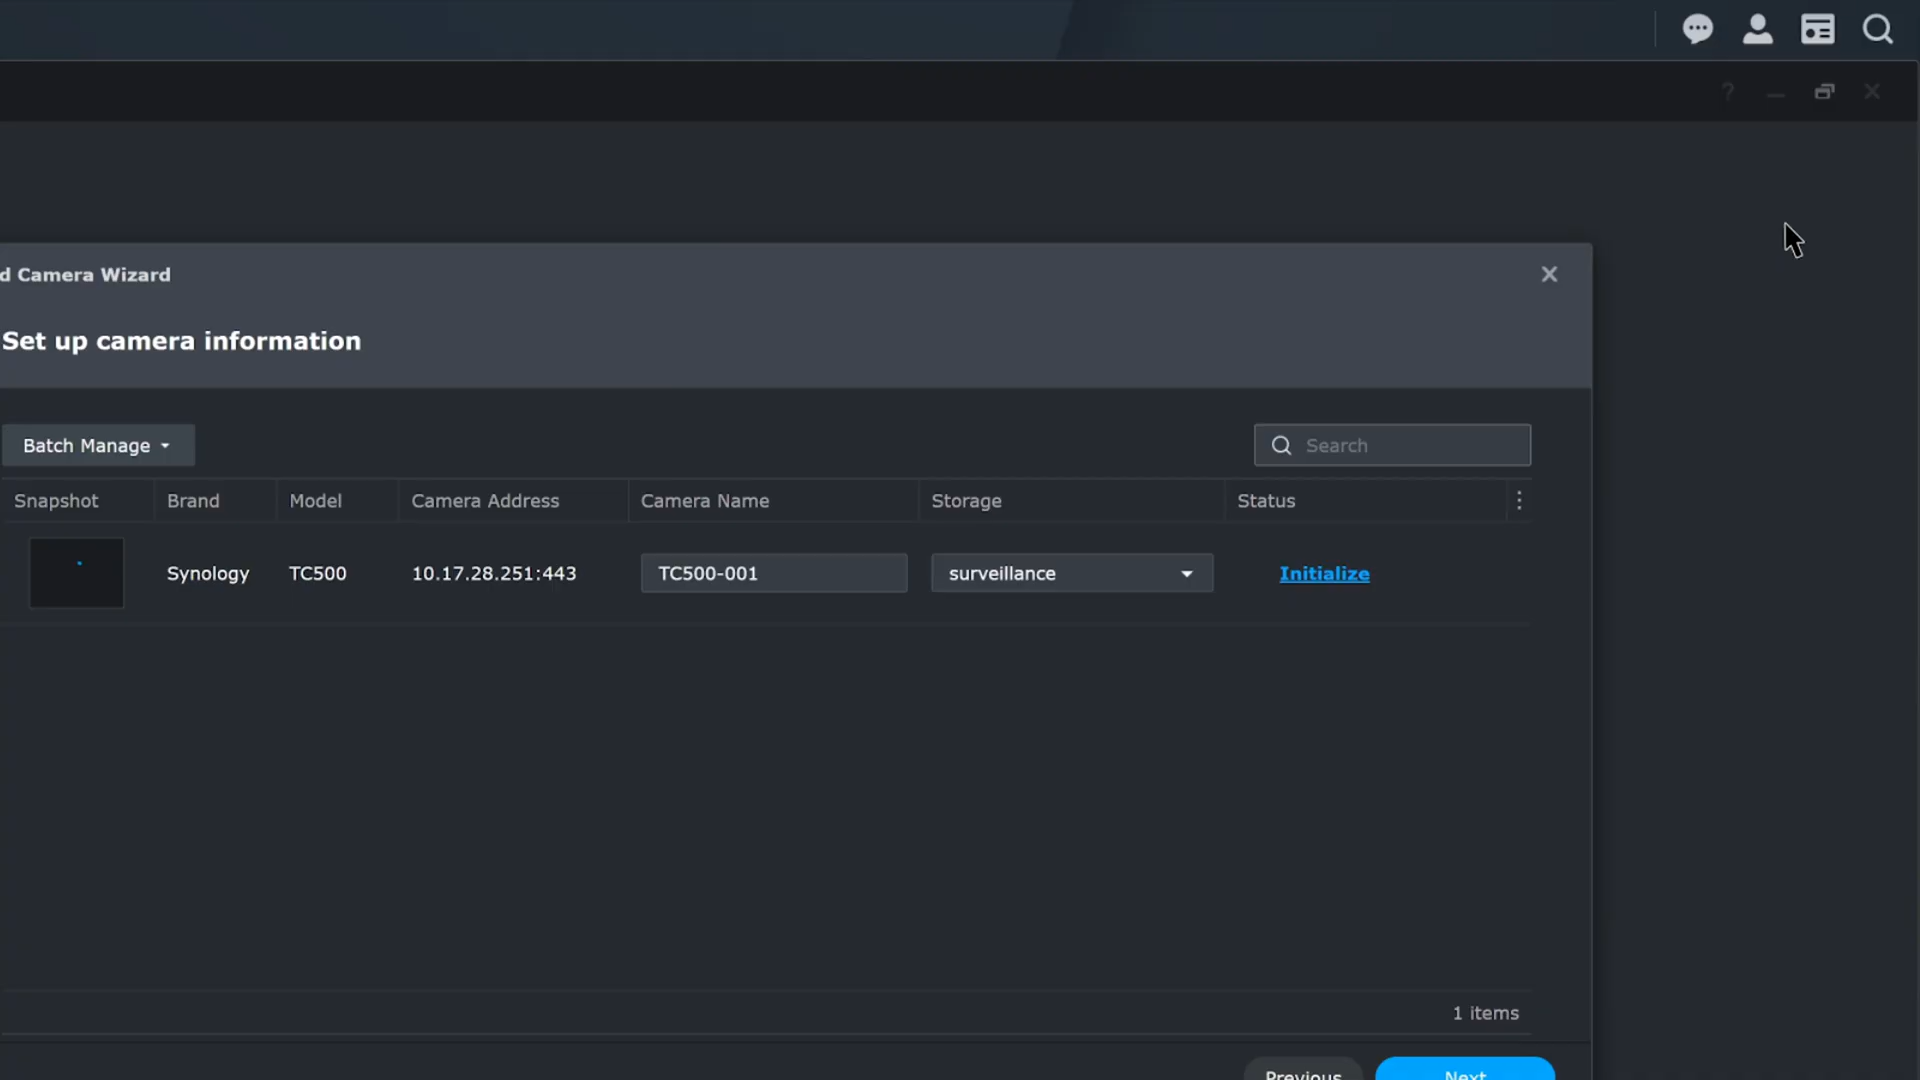 ?
d Camera Wizard
Set up camera information
Batch Manage
Search
Snapshot Brand Model Camera Address Camera Name Storage Status
Synology TC500 10.17.28.251:443 TC500-001 surveillance Initialize
1 items
Previous Next